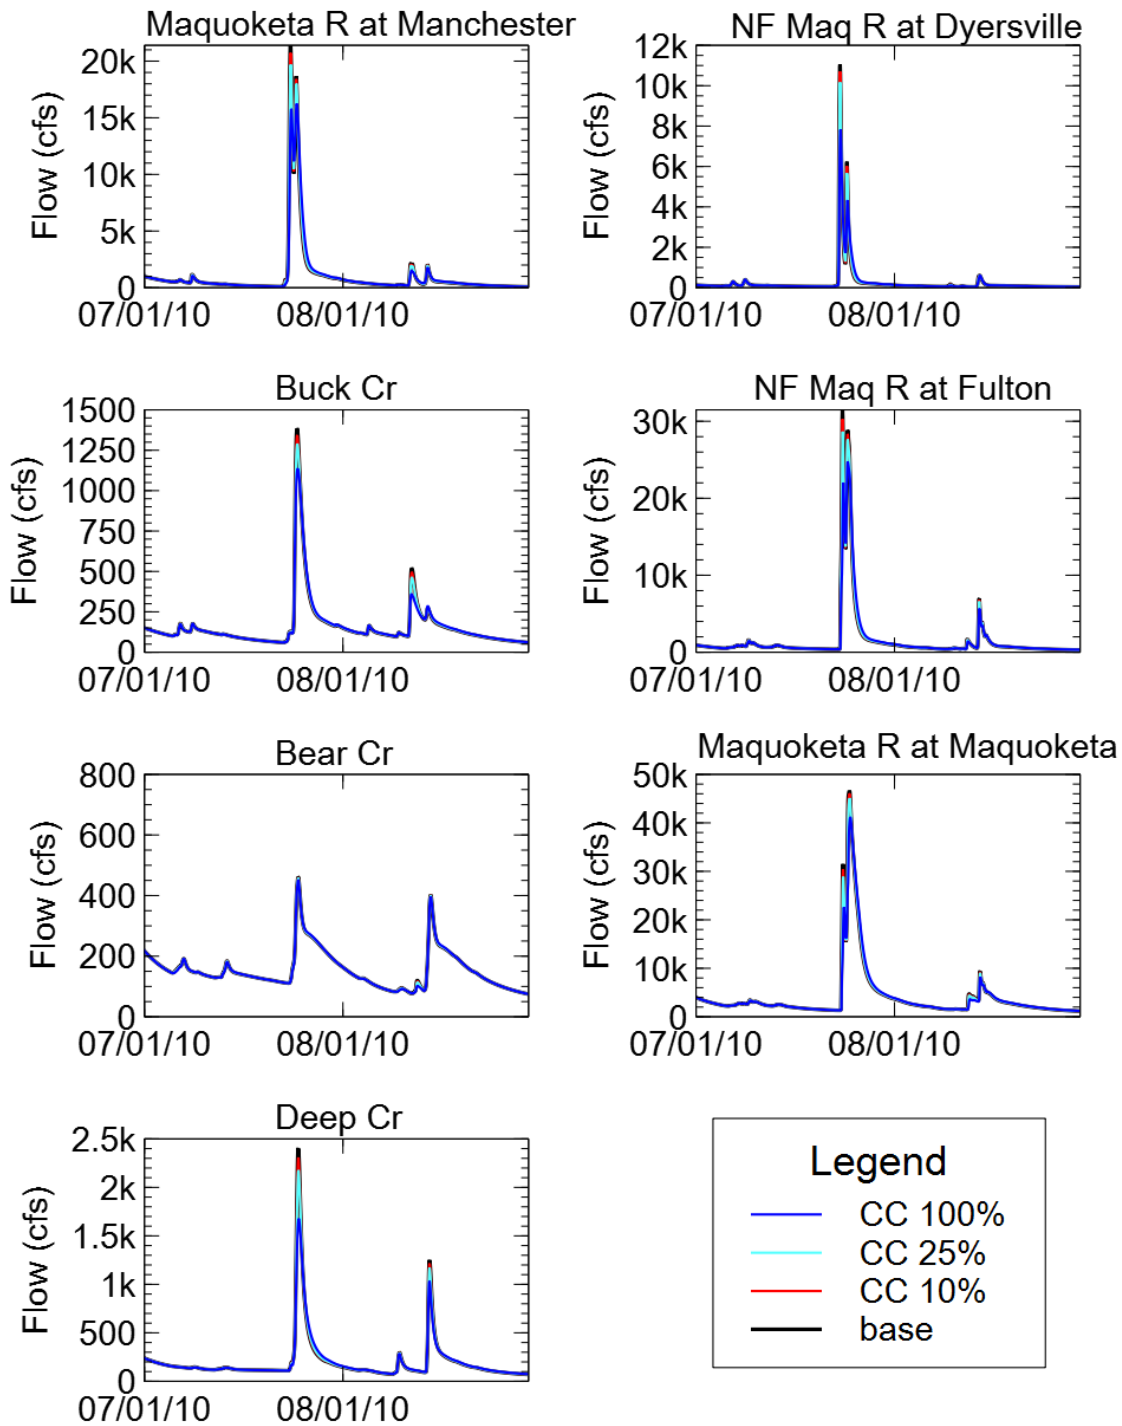 Maquoketa R at Manchester
20k
15k
10k
5k
0
Flow (cfs)
07/01/10 08/01/10
NF Maq R at Dyersville
12k
10k
8k
6k
4k
2k
0
Flow (cfs)
07/01/10 08/01/10
Buck Cr
1500
1250
1000
750
500
250
0
Flow (cfs)
07/01/10 08/01/10
NF Maq R at Fulton
30k
20k
10k
0
Flow (cfs)
07/01/10 08/01/10
Bear Cr
800
600
400
200
0
Flow (cfs)
07/01/10 08/01/10
Maquoketa R at Maquoketa
50k
40k
30k
20k
10k
0
Flow (cfs)
07/01/10 08/01/10
Deep Cr
2.5k
2k
1.5k
1k
500
0
Flow (cfs)
07/01/10 08/01/10
Legend
CC 100%
CC 25%
CC 10%
base